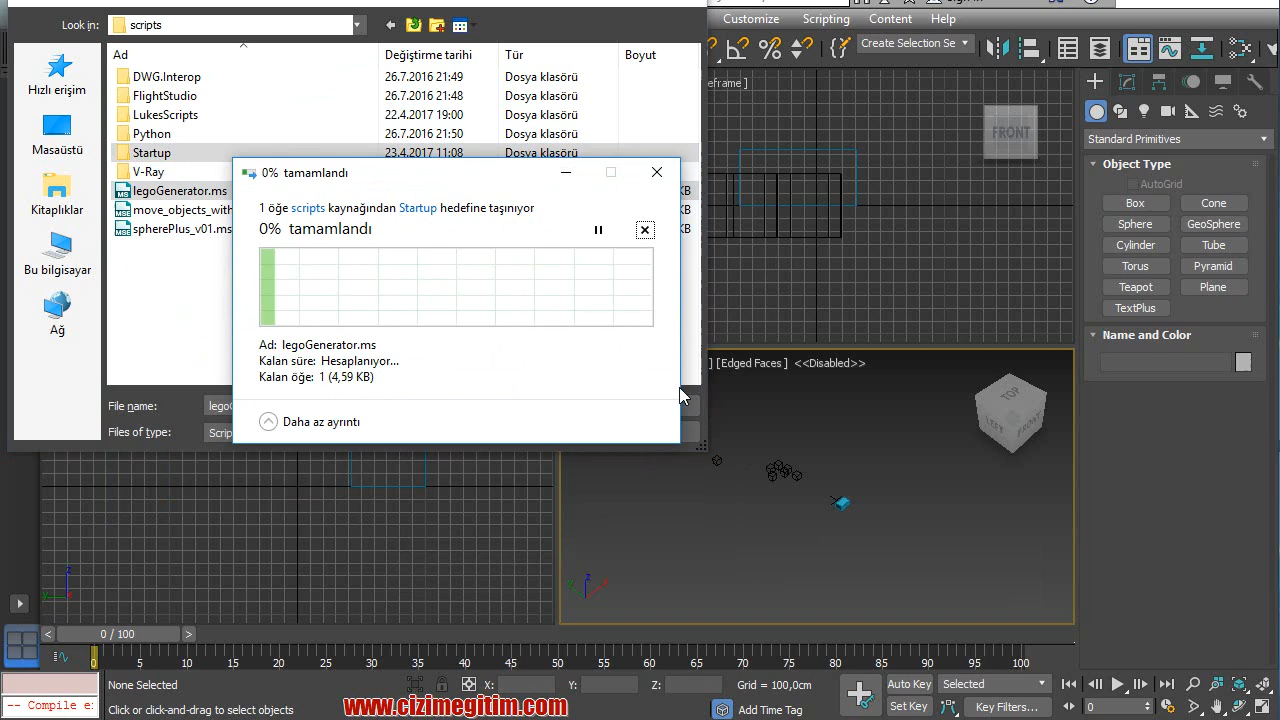 Customize Scripting Content Help
Look in: scripts
Create Selection Se
Ad Değiştirme tarihi Tür Boyut
DWG.Interop 26.7.2016 21:49 Dosya klasörü
FlightStudio 26.7.2016 21:48 Dosya klasörü
LukesScripts 22.4.2017 19:00 Dosya klasörü
Python 26.7.2016 21:50 Dosya klasörü
Startup 23.4.2017 11:08 Dosya klasörü
V-Ray
legoGenerator.ms KB
move_objects_with KB
spherePlus_v01.ms KB
Hızlı erişim
Masaüstü
Kitaplıklar
Bu bilgisayar
Ağ
File name: lego
Files of type: Scrip
0% tamamlandı
1 öğe scripts kaynağından Startup hedefine taşınıyor
0% tamamlandı
Ad: legoGenerator.ms
Kalan süre: Hesaplanıyor...
Kalan öğe: 1 (4,59 KB)
Daha az ayrıntı
eframe ]
FRONT
] [Edged Faces ] <<Disabled>>
TOP
LEFT FRONT
z
y x
z
y x
Standard Primitives
Object Type
AutoGrid
Box Cone
Sphere GeoSphere
Cylinder Tube
Torus Pyramid
Teapot Plane
TextPlus
Name and Color
< 0 / 100 >
0 5 10 15 20 25 30 35 40 45 50 55 60 65 70 75 80 85 90 95 100
None Selected X: Y: Z: Grid = 100,0cm Auto Key Selected
-- Compile e: Click or click-and-drag to select objects www.cizimegitim.com Add Time Tag Set Key Key Filters... 0